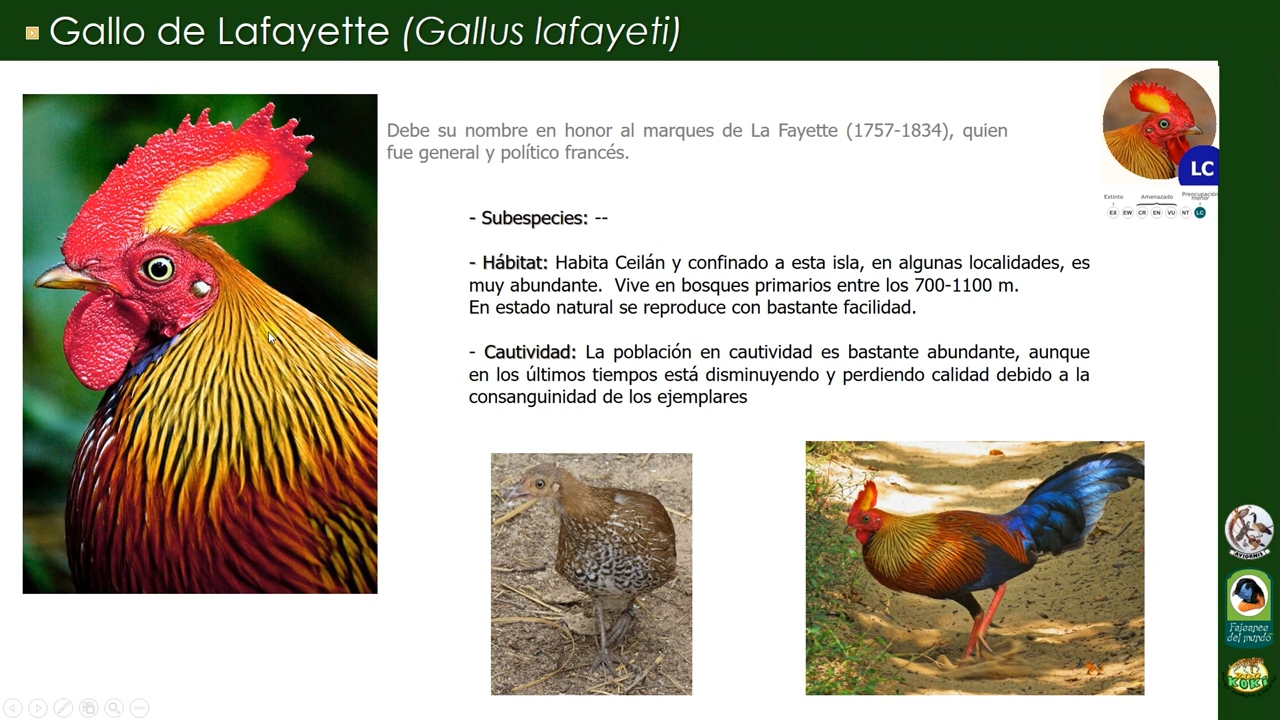 Gallo de Lafayette (Gallus lafayeti)
Debe su nombre en honor al marques de La Fayette (1757-1834), quien
fue general y político francés.
LC
Extinto Amenazado Preocupación menor
EX EW CR EN VU NT LC
- Subespecies: --
- Hábitat: Habita Ceilán y confinado a esta isla, en algunas localidades, es
muy abundante. Vive en bosques primarios entre los 700-1100 m.
En estado natural se reproduce con bastante facilidad.
- Cautividad: La población en cautividad es bastante abundante, aunque
en los últimos tiempos está disminuyendo y perdiendo calidad debido a la
consanguinidad de los ejemplares
AVIORNIS
Faisanes
del mundo
KOKI